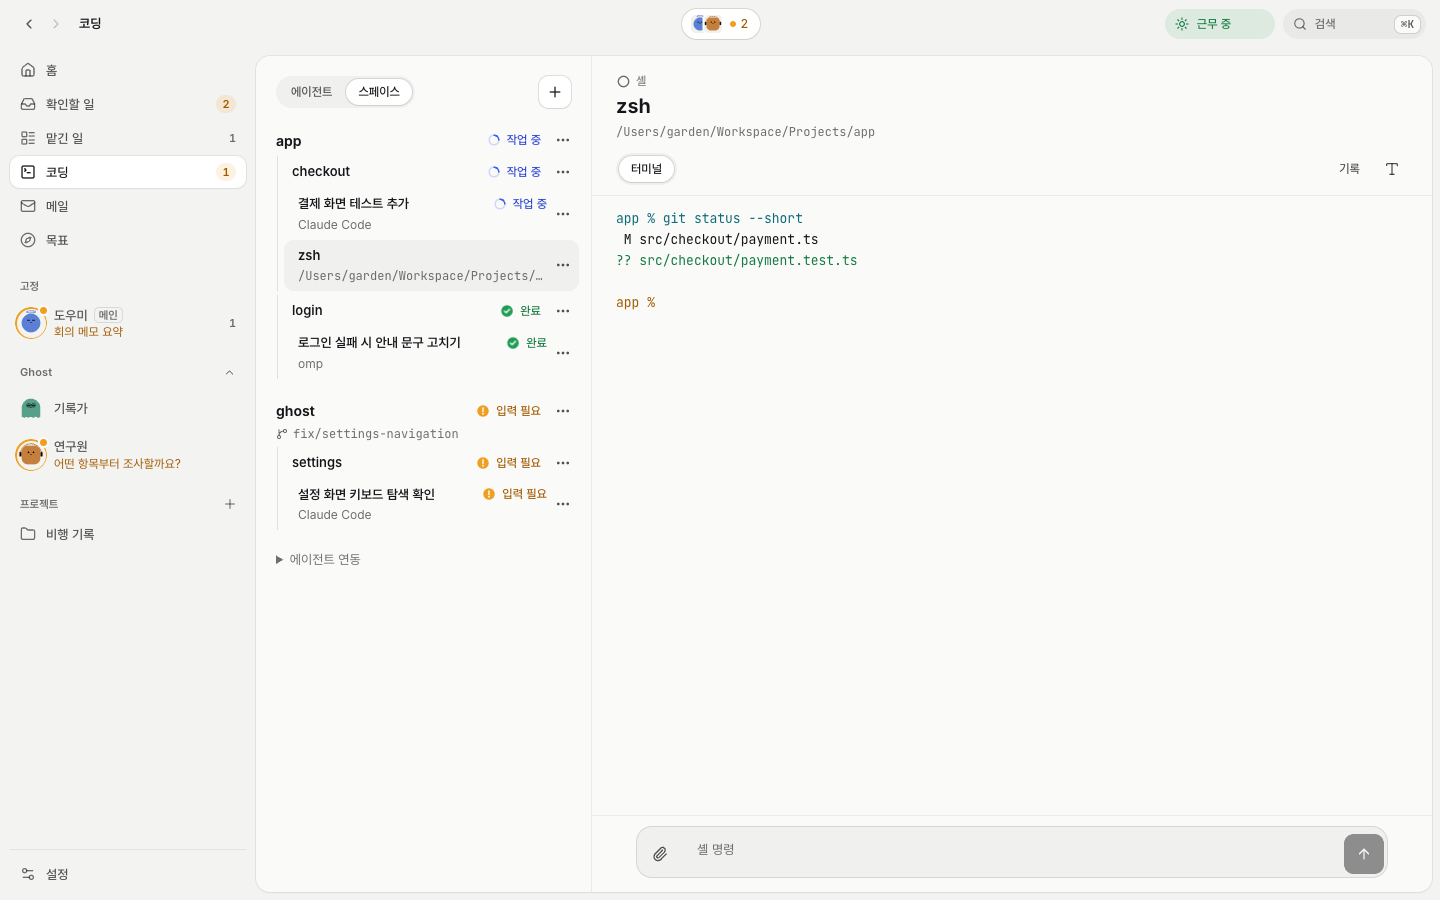 코딩
2
근무 중
검색
⌘K
홈
확인할 일
2
맡긴 일
1
코딩
1
메일
목표
고정
도우미
메인
회의 메모 요약
1
Ghost
기록가
연구원
어떤 항목부터 조사할까요?
프로젝트
비행 기록
설정
에이전트
스페이스
app
작업 중
checkout
작업 중
결제 화면 테스트 추가
작업 중
Claude Code
zsh
/Users/garden/Workspace/Projects/…
login
완료
로그인 실패 시 안내 문구 고치기
완료
omp
ghost
입력 필요
fix/settings-navigation
settings
입력 필요
설정 화면 키보드 탐색 확인
입력 필요
Claude Code
에이전트 연동
셸
zsh
/Users/garden/Workspace/Projects/app
터미널
기록
app % git status --short
M src/checkout/payment.ts
?? src/checkout/payment.test.ts
app %
셸 명령